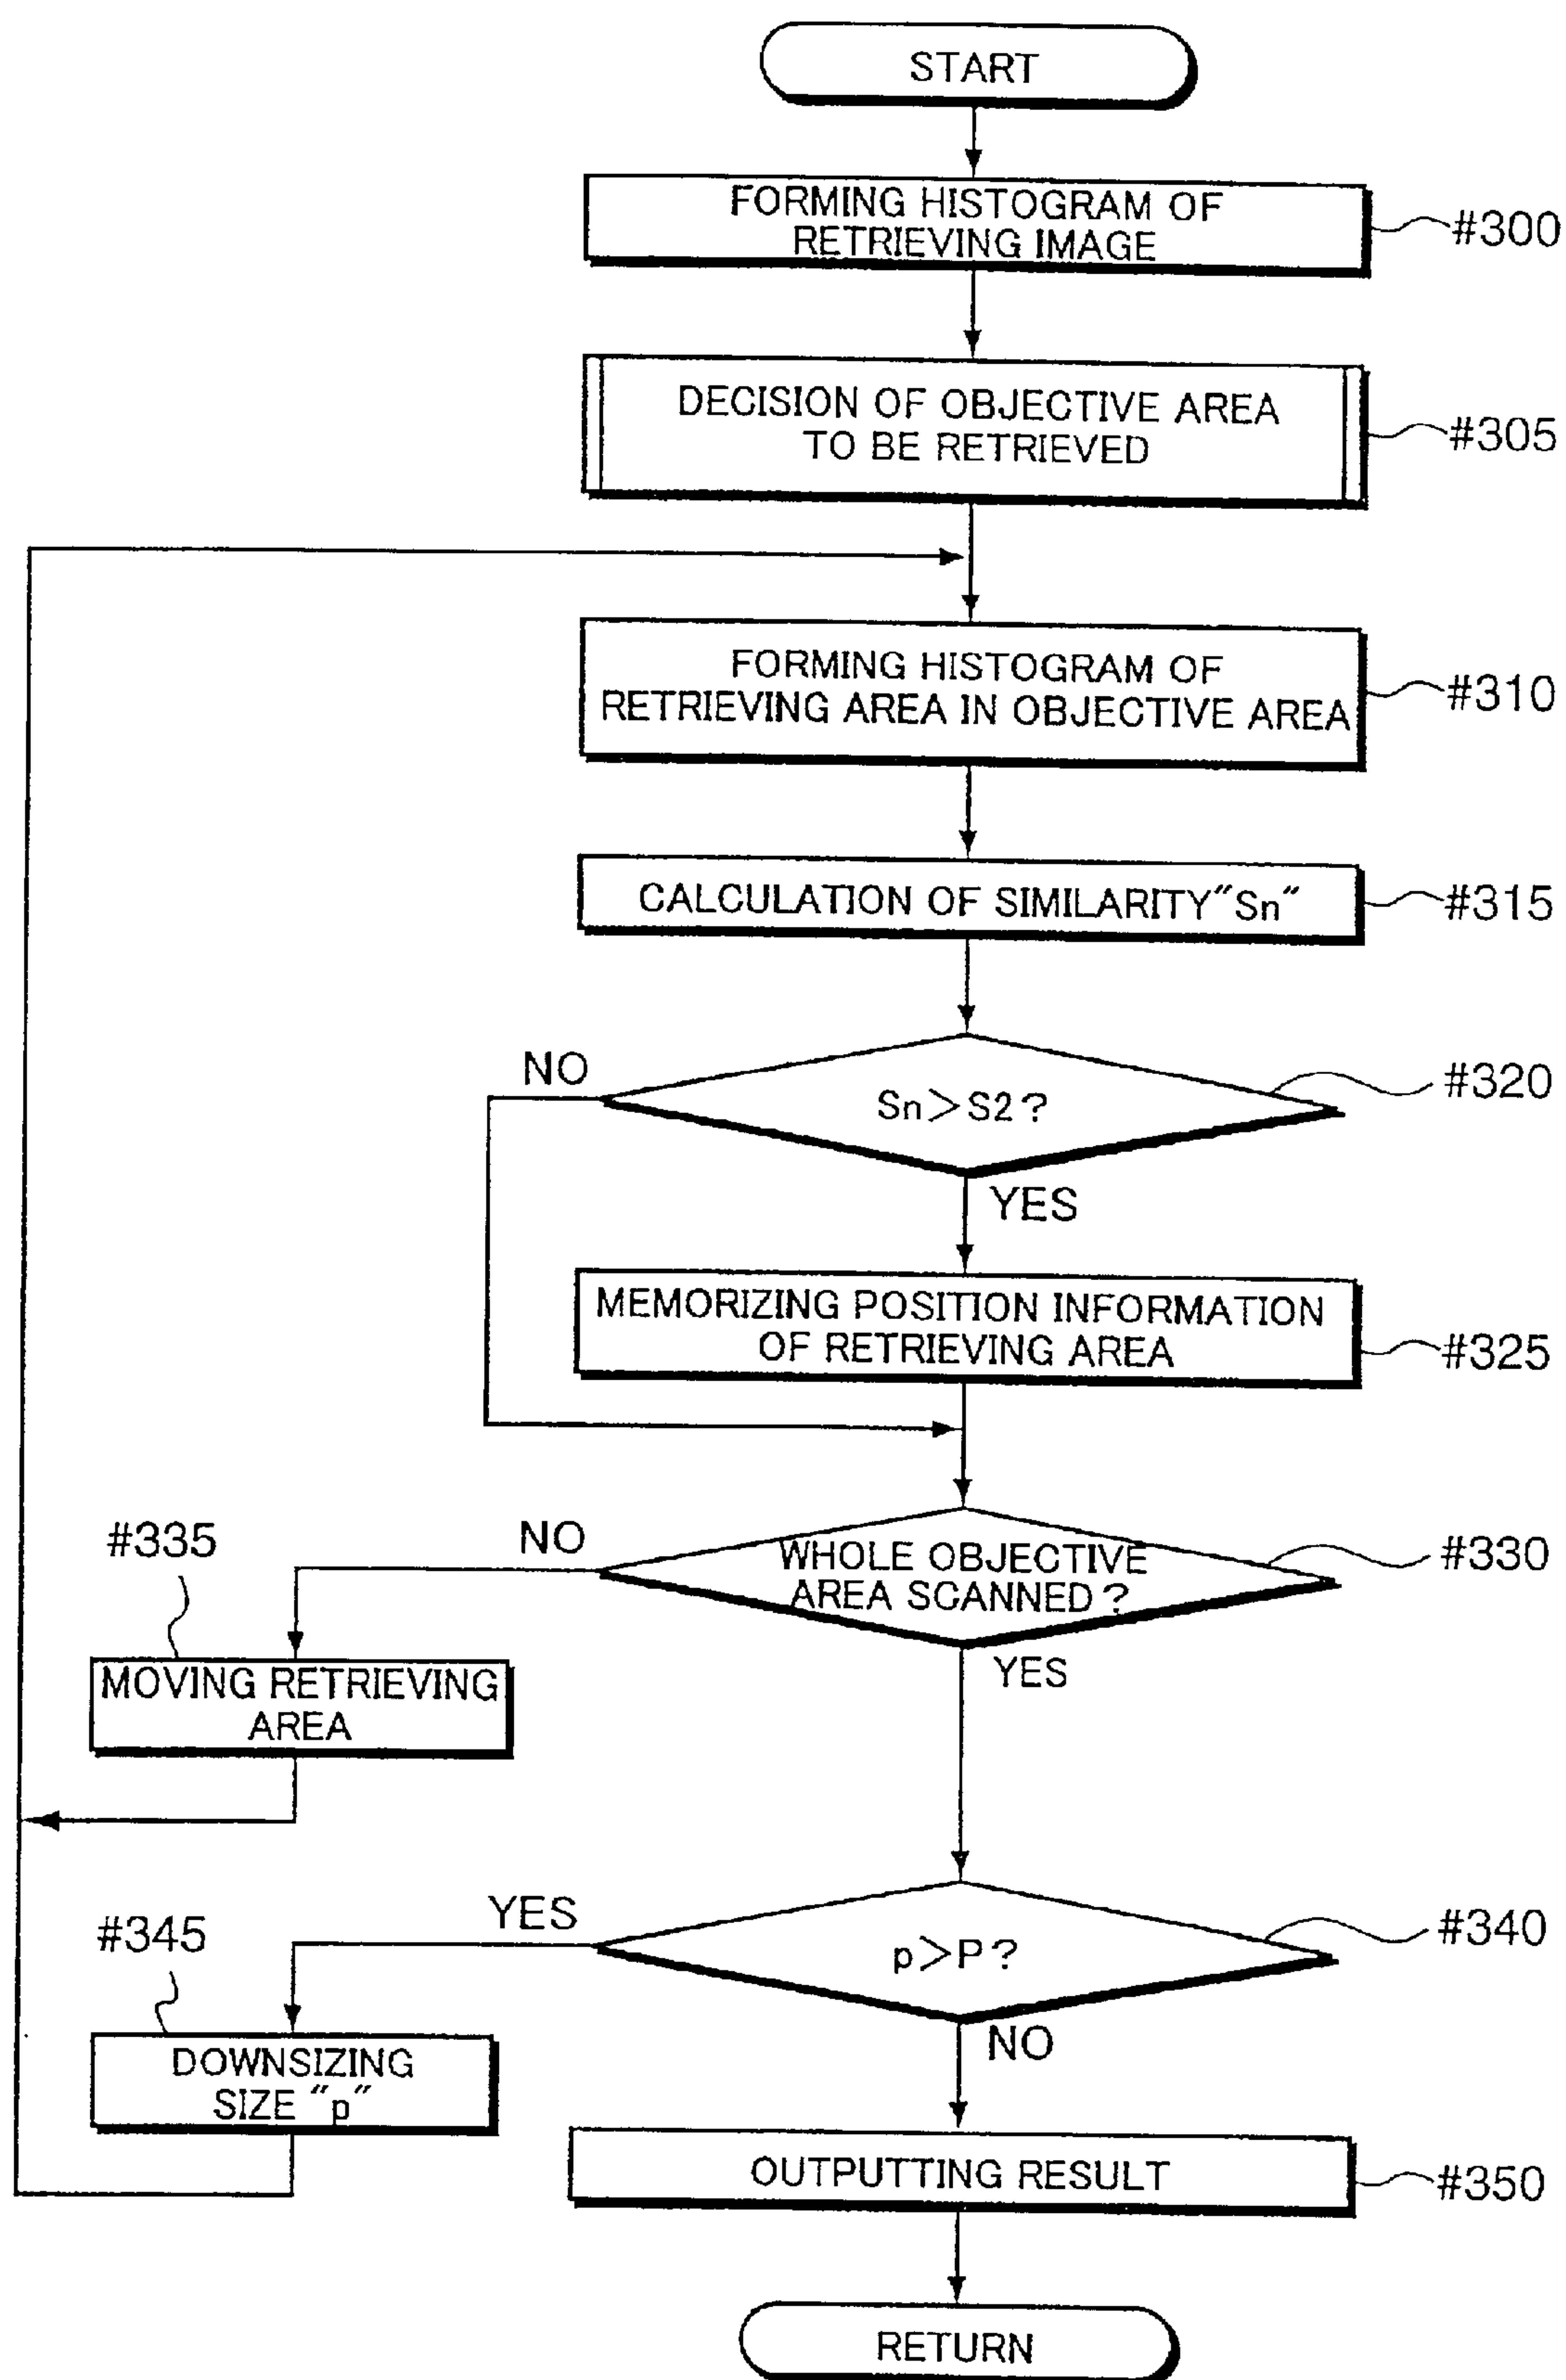 START
FORMING HISTOGRAM OF
RETRIEVING IMAGE
#300
DECISION OF OBJECTIVE AREA
TO BE RETRIEVED
#305
FORMING HISTOGRAM OF
RETRIEVING AREA IN OBJECTIVE AREA
#310
CALCULATION OF SIMILARITY"Sn"
#315
NO
Sn>S2?
#320
YES
MEMORIZING POSITION INFORMATION
OF RETRIEVING AREA
#325
#335
NO
WHOLE OBJECTIVE
AREA SCANNED?
#330
YES
MOVING RETRIEVING
AREA
#345
YES
p>P?
#340
NO
DOWNSIZING
SIZE "p"
OUTPUTTING RESULT
#350
RETURN